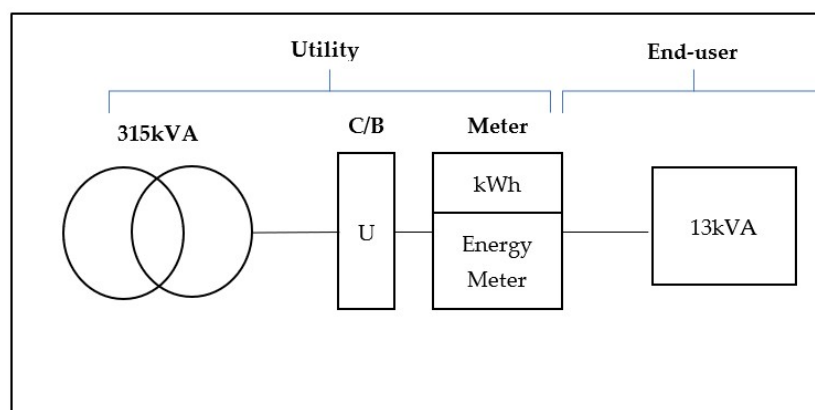 Utility
End-user
315kVA
C/B
Meter
kWh
U
Energy
Meter
13kVA